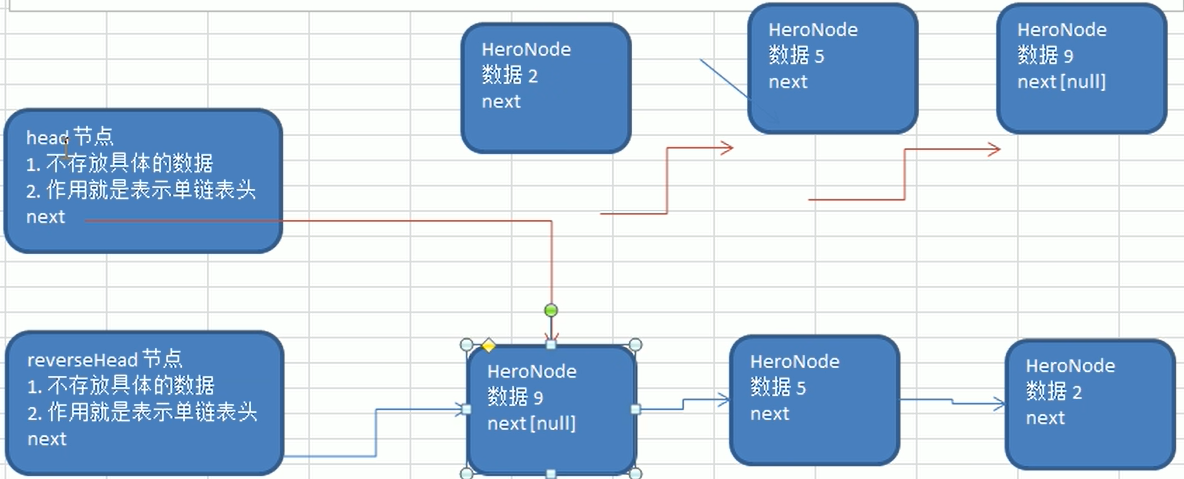 HeroNode
数据 2
next
HeroNode
数据 5
next
HeroNode
数据 9
next [null]
head 节点
1. 不存放具体的数据
2. 作用就是表示单链表头
next
reverseHead 节点
1. 不存放具体的数据
2. 作用就是表示单链表头
next
HeroNode
数据 9
next [null]
HeroNode
数据 5
next
HeroNode
数据 2
next